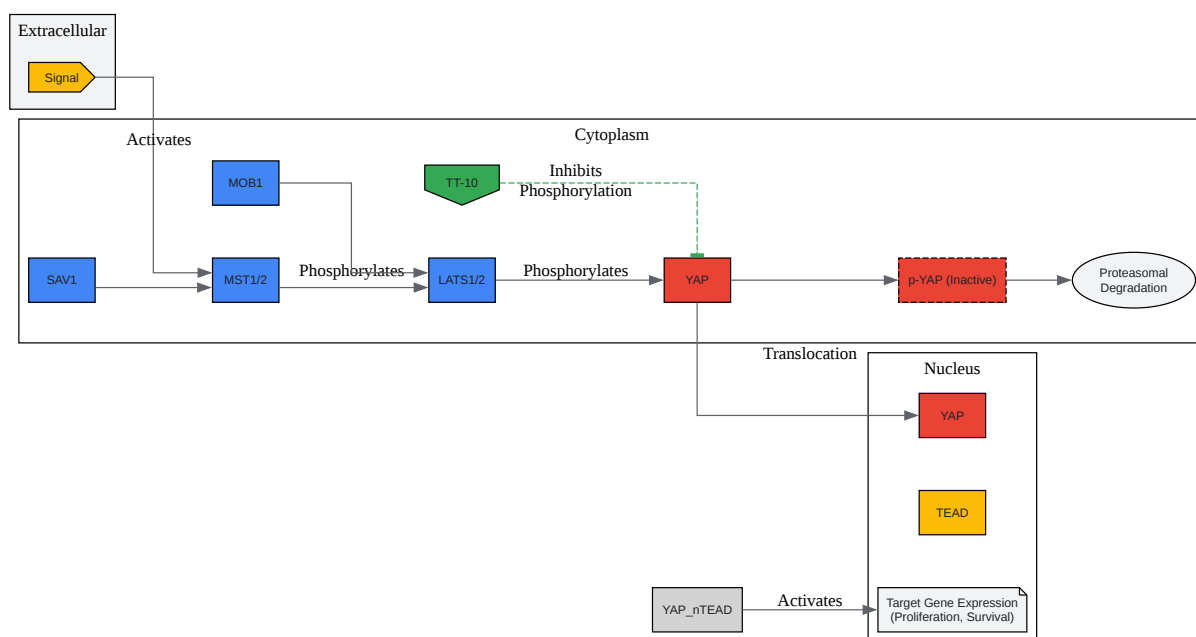 Extracellular
Signal
Activates
Cytoplasm
MOB1
TT-10
Inhibits
Phosphorylation
SAV1
MST1/2
Phosphorylates
LATS1/2
Phosphorylates
YAP
p-YAP (Inactive)
Proteasomal
Degradation
Translocation
Nucleus
YAP
TEAD
YAP_nTEAD
Activates
Target Gene Expression
(Proliferation, Survival)